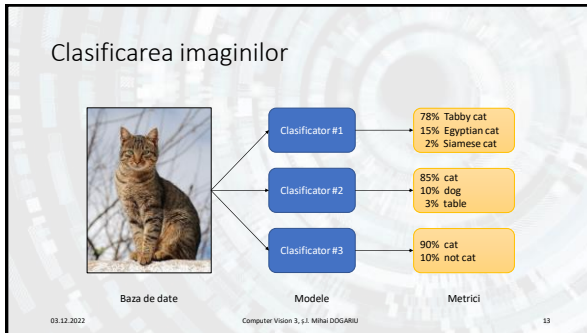 Clasificarea imaginilor
Clasificator #1
78% Tabby cat
15% Egyptian cat
2% Siamese cat
Clasificator #2
85% cat
10% dog
3% table
Clasificator #3
90% cat
10% not cat
Baza de date
Modele
Metrici
03.12.2022
Computer Vision 3, ș.l. Mihai DOGARIU
13